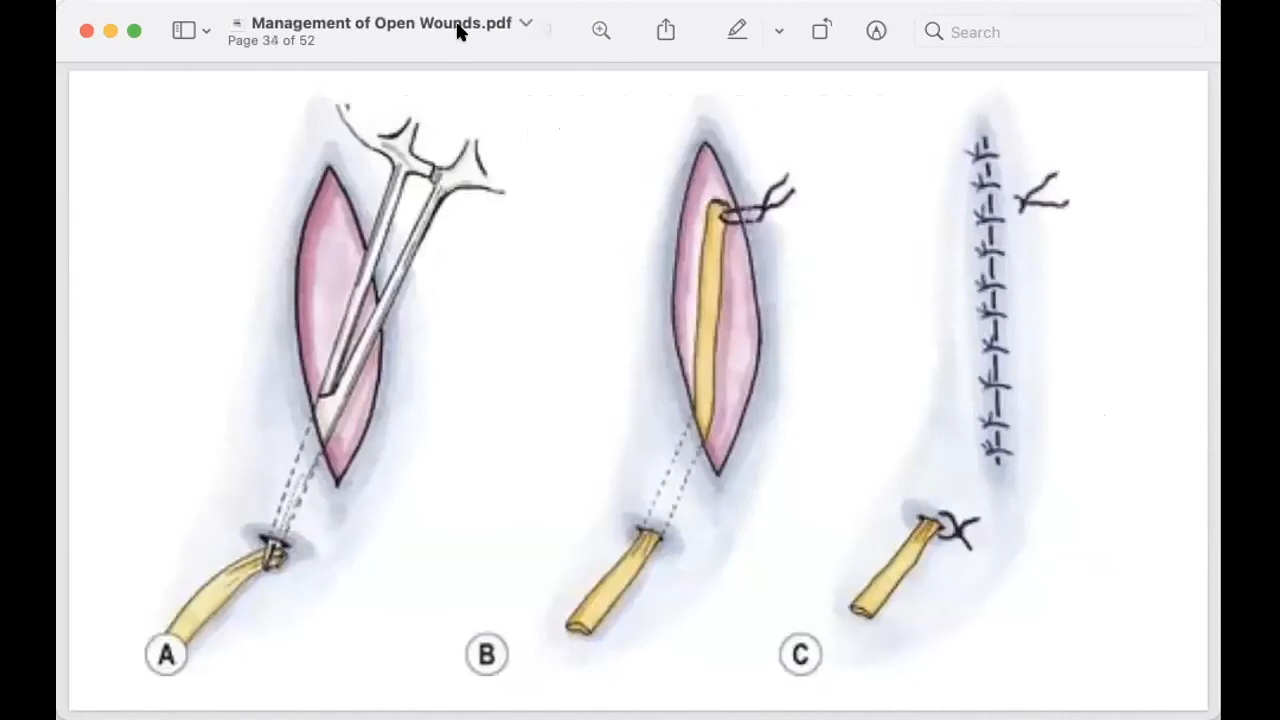 Management of Open Wounds.pdf
Page 34 of 52
Search
A
B
C